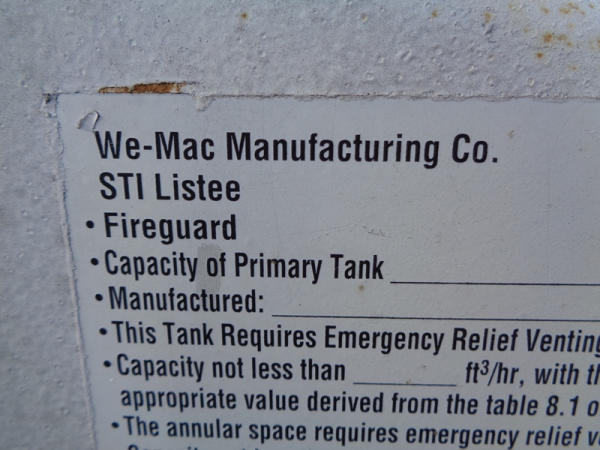 We-Mac Manufacturing Co.
STI Listee
• Fireguard
• Capacity of Primary Tank
• Manufactured:
• This Tank Requires Emergency Relief Venting
• Capacity not less than ________ ft³/hr, with
appropriate value derived from the table 8.1
• The annular space requires emergency relief